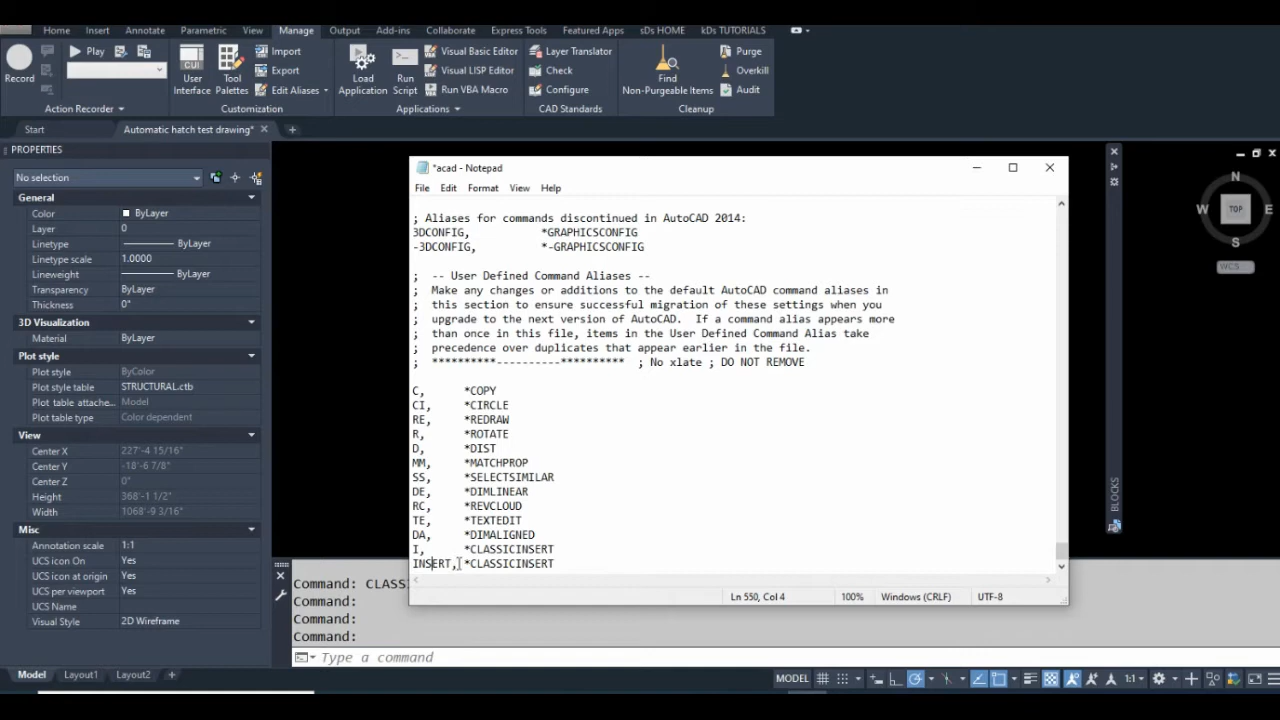 Home Insert Annotate Parametric View Manage Output Add-ins Collaborate Express Tools Featured Apps sDs HOME kDs TUTORIALS
Record
Play
User Interface
Tool Palettes
Import
Export
Edit Aliases
Load Application
Run Script
Visual Basic Editor
Visual LISP Editor
Run VBA Macro
Layer Translator
Check
Configure
Find Non-Purgeable Items
Purge
Overkill
Audit
Action Recorder Customization Applications CAD Standards Cleanup
Start Automatic hatch test drawing*
PROPERTIES
No selection
General
Color ByLayer
Layer 0
Linetype ByLayer
Linetype scale 1.0000
Lineweight ByLayer
Transparency ByLayer
Thickness 0"
3D Visualization
Material ByLayer
Plot style
Plot style ByColor
Plot style table STRUCTURAL.ctb
Plot table attache... Model
Plot table type Color dependent
View
Center X 227'-4 15/16"
Center Y -18'-6 7/8"
Center Z 0"
Height 368'-1 1/2"
Width 1068'-9 3/16"
Misc
Annotation scale 1:1
UCS icon On Yes
UCS icon at origin Yes
UCS per viewport Yes
UCS Name
Visual Style 2D Wireframe
*acad - Notepad
File Edit Format View Help
; Aliases for commands discontinued in AutoCAD 2014:
3DCONFIG, *GRAPHICSCONFIG
-3DCONFIG, *-GRAPHICSCONFIG
; -- User Defined Command Aliases --
; Make any changes or additions to the default AutoCAD command aliases in
; this section to ensure successful migration of these settings when you
; upgrade to the next version of AutoCAD. If a command alias appears more
; than once in this file, items in the User Defined Command Alias take
; precedence over duplicates that appear earlier in the file.
; **********----------********** ; No xlate ; DO NOT REMOVE
C, *COPY
CI, *CIRCLE
RE, *REDRAW
R, *ROTATE
D, *DIST
MM, *MATCHPROP
SS, *SELECTSIMILAR
DE, *DIMLINEAR
RC, *REVCLOUD
TE, *TEXTEDIT
DA, *DIMALIGNED
I, *CLASSICINSERT
INSERT, *CLASSICINSERT
Ln 550, Col 4 100% Windows (CRLF) UTF-8
N
W TOP E
S
WCS
BLOCKS
Command: CLASS
Command:
Command:
Command:
Type a command
Model Layout1 Layout2
MODEL 1:1